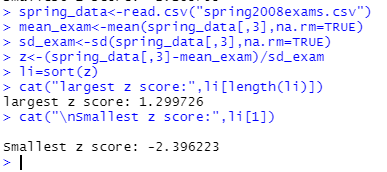 > spring_data<-read.csv("spring2008exams.csv")
> mean_exam<-mean(spring_data[,3],na.rm=TRUE)
> sd_exam<-sd(spring_data[,3],na.rm=TRUE)
> z<-(spring_data[,3]-mean_exam)/sd_exam
> li=sort(z)
> cat("largest z score:",li[length(li)])
largest z score: 1.299726
> cat("\nSmallest z score:",li[1])
Smallest z score: -2.396223
>